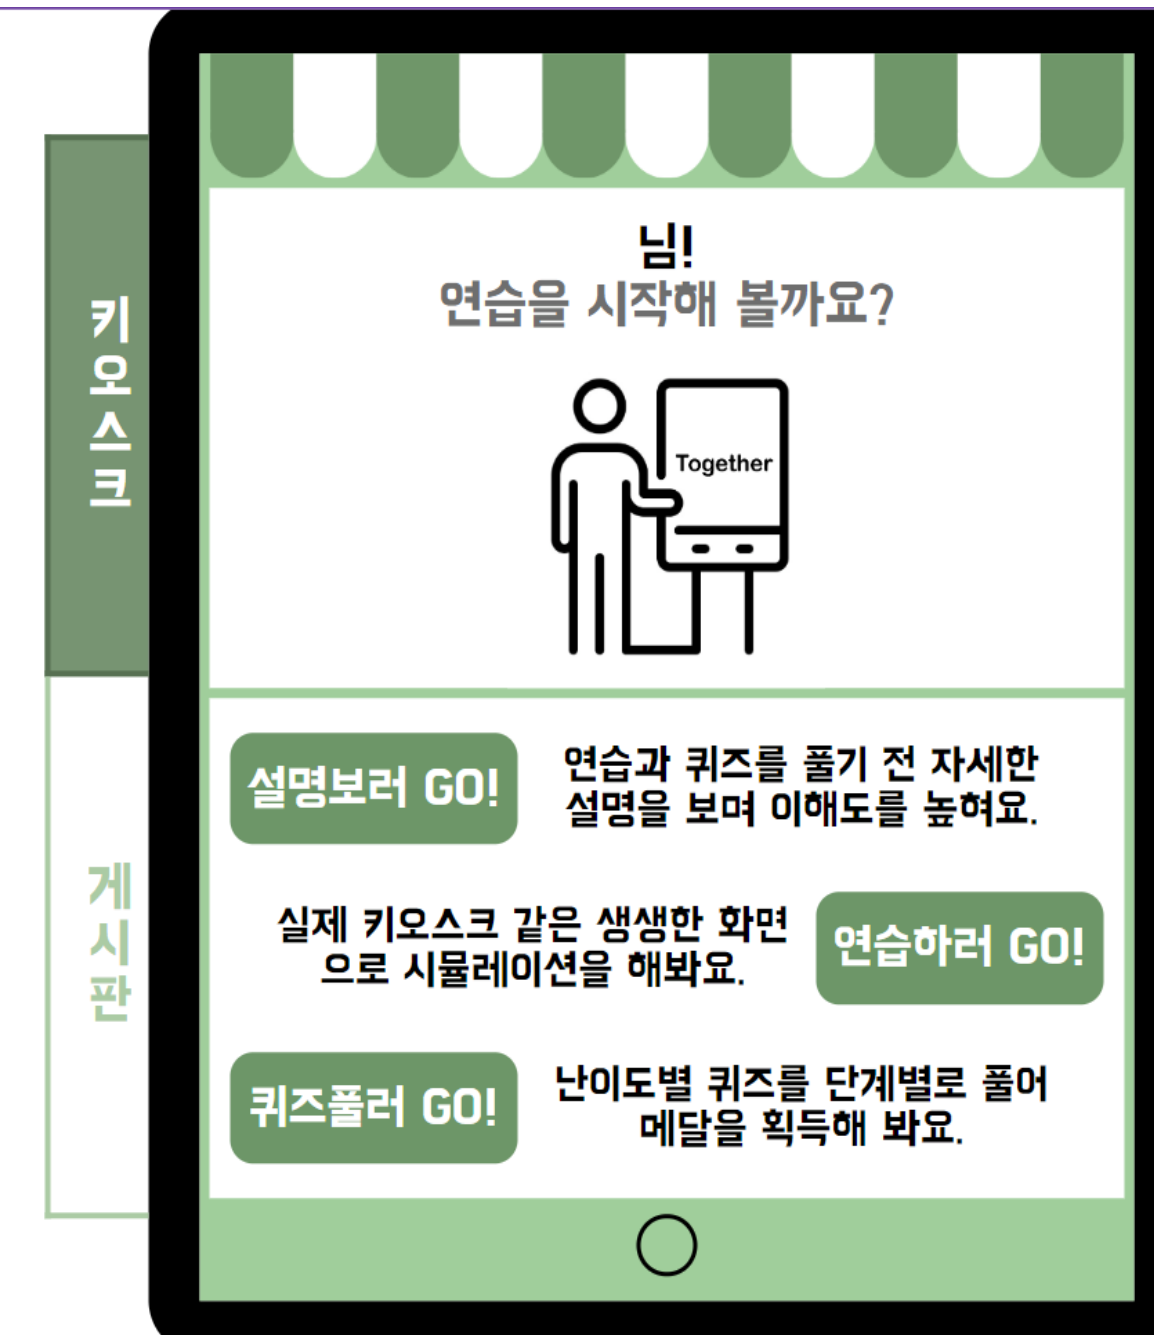 키오스크
게시판
님!
연습을 시작해 볼까요?
Together
설명보러 GO!
연습과 퀴즈를 풀기 전 자세한
설명을 보며 이해도를 높혀요.
실제 키오스크 같은 생생한 화면
으로 시뮬레이션을 해봐요.
연습하러 GO!
퀴즈풀러 GO!
난이도별 퀴즈를 단계별로 풀어
메달을 획득해 봐요.